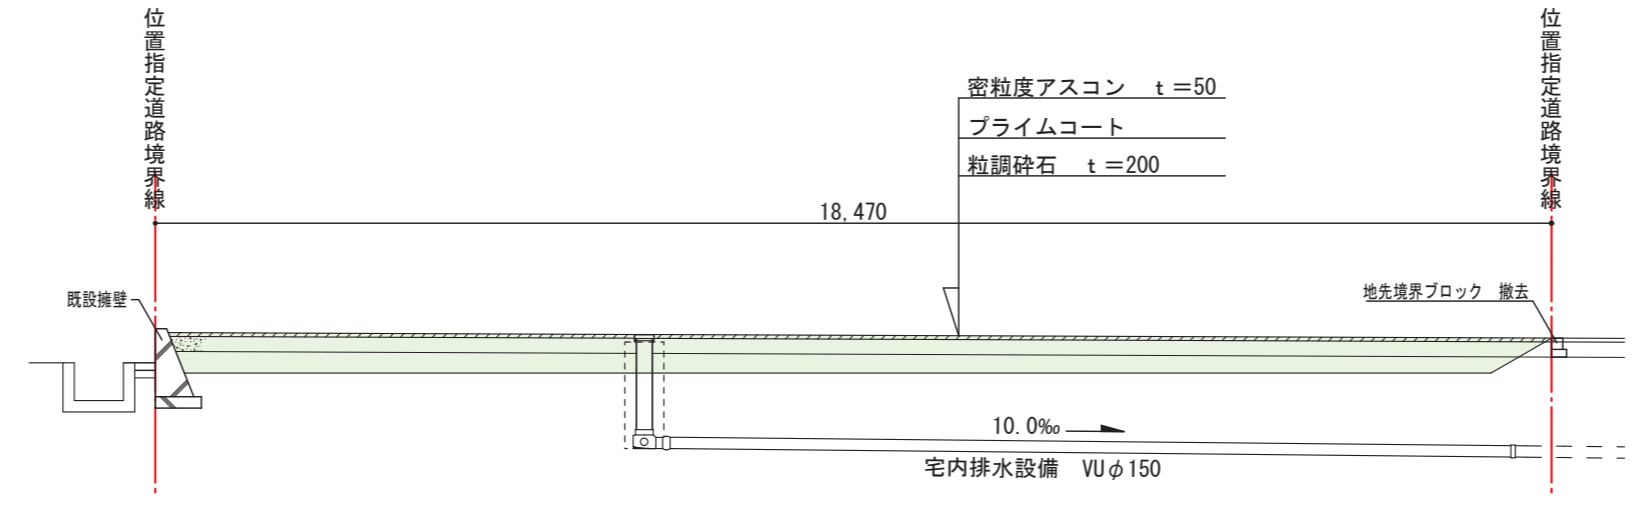 位置指定道路境界線
位置指定道路境界線
密粒度アスコン　ｔ＝50
プライムコート
粒調砕石　ｔ＝200
18,470
既設擁壁
地先境界ブロック　撤去
10.0‰
宅内排水設備　VUφ150